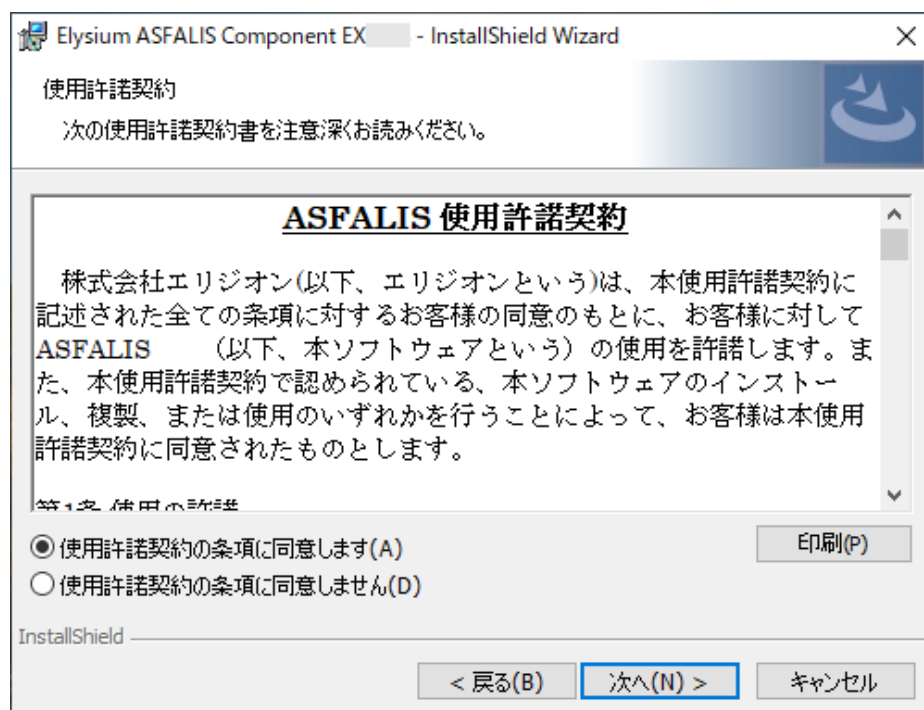 Elysium ASFALIS Component EX - InstallShield Wizard
使用許諾契約
次の使用許諾契約書を注意深くお読みください。
ASFALIS 使用許諾契約
株式会社エリジオン(以下、エリジオンという)は、本使用許諾契約に
記述された全ての条項に対するお客様の同意のもとに、お客様に対して
ASFALIS （以下、本ソフトウェアという）の使用を許諾します。ま
た、本使用許諾契約で認められている、本ソフトウェアのインストー
ル、複製、または使用のいずれかを行うことによって、お客様は本使用
許諾契約に同意されたものとします。
第1条 使用の許諾
使用許諾契約の条項に同意します(A)
印刷(P)
使用許諾契約の条項に同意しません(D)
InstallShield
< 戻る(B)
次へ(N) >
キャンセル